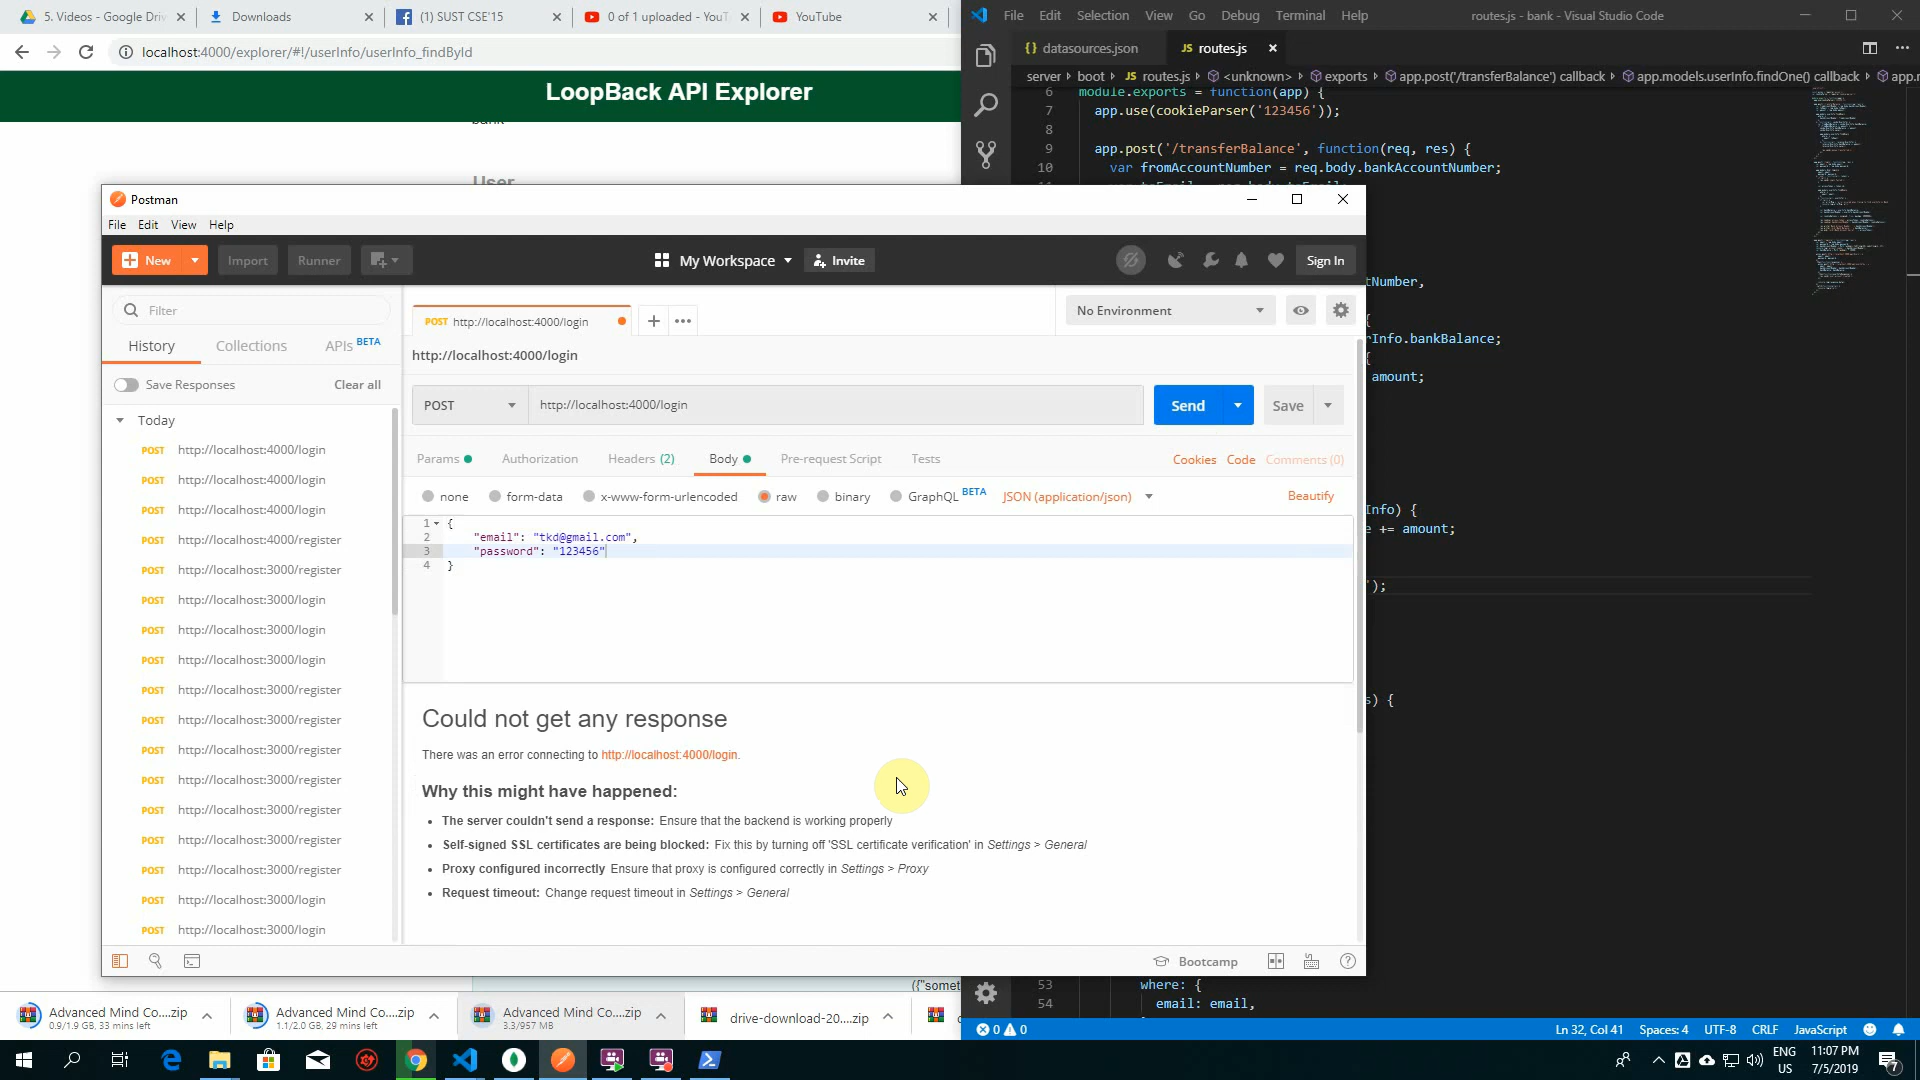 5. Videos - Google Driv
Downloads
(1) SUST CSE'15
0 of 1 uploaded - YouT
YouTube
localhost:4000/explorer/#!/userInfo/userInfo_findById
LoopBack API Explorer
bank
User
File Edit Selection View Go Debug Terminal Help
routes.js - bank - Visual Studio Code
{} datasources.json
JS routes.js
server boot JS routes.js <unknown> exports app.post('/transferBalance') callback app.models.userInfo.findOne() callback app.r
6 module.exports = function(app) {
7 app.use(cookieParser('123456'));
8
9 app.post('/transferBalance', function(req, res) {
10 var fromAccountNumber = req.body.bankAccountNumber;
Postman
File Edit View Help
New Import Runner
My Workspace
Invite
Sign In
Filter
History Collections APIs BETA
Save Responses Clear all
Today
POST http://localhost:4000/login
POST http://localhost:4000/login
POST http://localhost:4000/login
POST http://localhost:4000/register
POST http://localhost:3000/register
POST http://localhost:3000/login
POST http://localhost:3000/login
POST http://localhost:3000/login
POST http://localhost:3000/register
POST http://localhost:3000/register
POST http://localhost:3000/register
POST http://localhost:3000/register
POST http://localhost:3000/register
POST http://localhost:3000/register
POST http://localhost:3000/register
POST http://localhost:3000/login
POST http://localhost:3000/login
POST http://localhost:4000/login
No Environment
http://localhost:4000/login
POST http://localhost:4000/login Send Save
Params Authorization Headers (2) Body Pre-request Script Tests Cookies Code Comments (0)
none form-data x-www-form-urlencoded raw binary GraphQL BETA JSON (application/json) Beautify
1 {
2 "email": "tkd@gmail.com",
3 "password": "123456"
4 }
Could not get any response
There was an error connecting to http://localhost:4000/login.
Why this might have happened:
The server couldn't send a response: Ensure that the backend is working properly
Self-signed SSL certificates are being blocked: Fix this by turning off 'SSL certificate verification' in Settings > General
Proxy configured incorrectly Ensure that proxy is configured correctly in Settings > Proxy
Request timeout: Change request timeout in Settings > General
Bootcamp
tNumber,
{
rInfo.bankBalance;
{
amount;
Info) {
e += amount;
');
s) {
({"somet
53 where: {
54 email: email,
Advanced Mind Co....zip
0.9/1.9 GB, 33 mins left
Advanced Mind Co....zip
1.1/2.0 GB, 29 mins left
Advanced Mind Co....zip
3.3/957 MB
drive-download-20....zip
0 0
Ln 32, Col 41 Spaces: 4 UTF-8 CRLF JavaScript
ENG
US
11:07 PM
7/5/2019
7